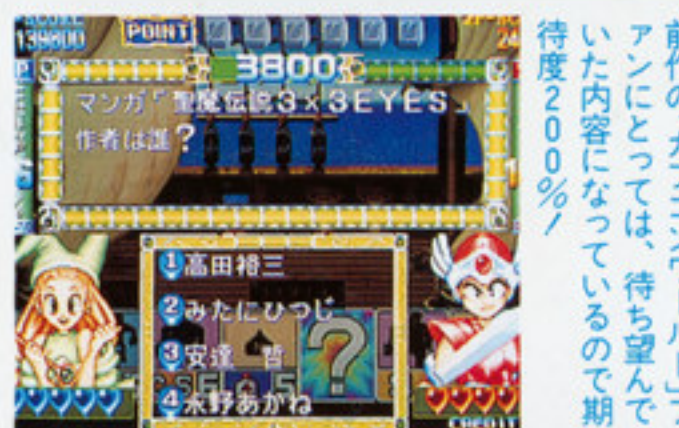 139800
POINT
24
3800
マンガ「聖魔伝説3×3EYES」
作者は誰?
1高田裕三
2みたにひつじ
3安達 哲
4永野あかね
CREDIT
ァンにとっては、待ち望んで
いた内容になっているので期
待度200%!